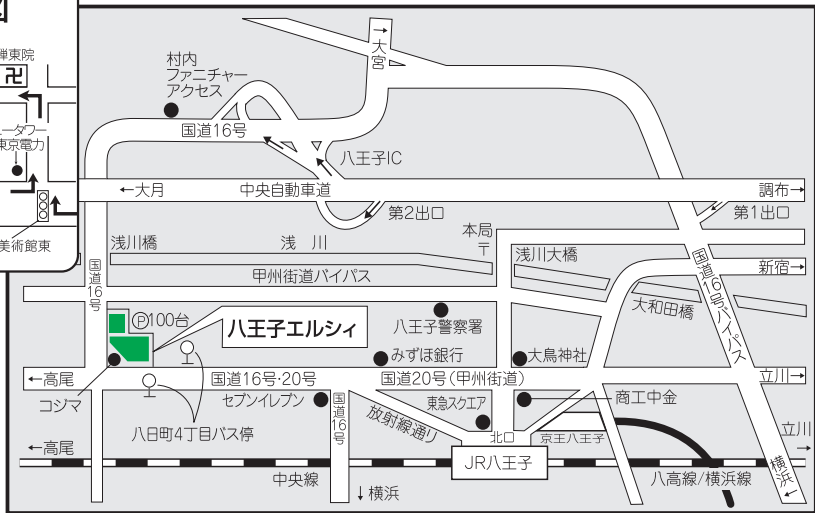 禅東院
卍
東京電力
美術館東
→
大
宮
村内
ファニチャー
アクセス
国道16号
八王子IC
←大月
中央自動車道
調布→
第2出口
第1出口
本局
〒
浅川橋
浅 川
浅川大橋
甲州街道バイパス
新宿→
国道16号
国道16号バイパス
大和田橋
Ⓟ100台
八王子エルシィ
八王子警察署
みずほ銀行
大鳥神社
←高尾
国道16号・20号
国道20号(甲州街道)
立川→
コジマ
セブンイレブン
国道16号
放射線通り
東急スクエア
商工中金
八日町4丁目バス停
北口
京王八王子
立川
→
←高尾
JR八王子
中央線
↓横浜
八高線/横浜線
横浜
←